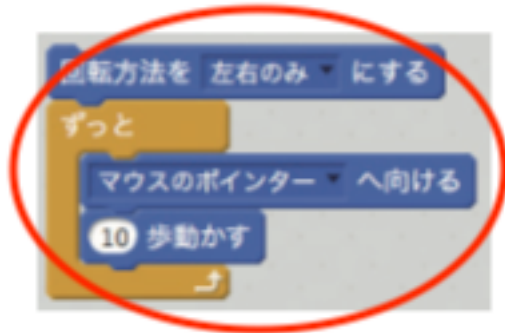 回転方法を 左右のみ にする
ずっと
マウスのポインター へ向ける
10 歩動かす